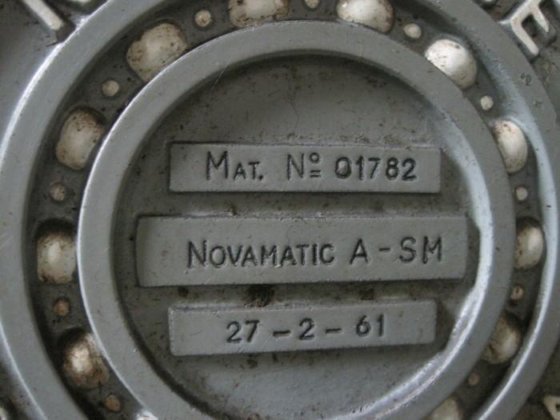 MAT. Nº 01782
NOVAMATIC A - SM
27 - 2 - 61